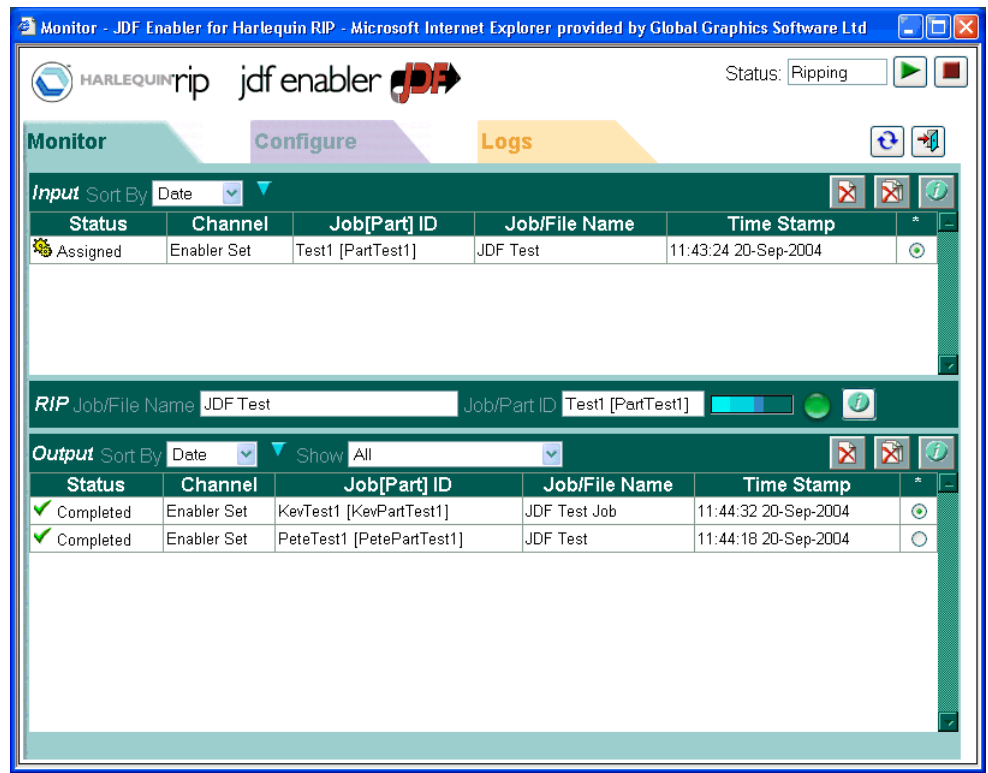 Monitor - JDF Enabler for Harlequin RIP - Microsoft Internet Explorer provided by Global Graphics Software Ltd
HARLEQUIN rip jdf enabler JDF Status: Ripping
Monitor Configure Logs
Input Sort By Date
Status Channel Job[Part] ID Job/File Name Time Stamp *
Assigned Enabler Set Test1 [PartTest1] JDF Test 11:43:24 20-Sep-2004
RIP Job/File Name JDF Test Job/Part ID Test1 [PartTest1] i
Output Sort By Date Show All
Status Channel Job[Part] ID Job/File Name Time Stamp *
Completed Enabler Set KevTest1 [KevPartTest1] JDF Test Job 11:44:32 20-Sep-2004
Completed Enabler Set PeteTest1 [PetePartTest1] JDF Test 11:44:18 20-Sep-2004